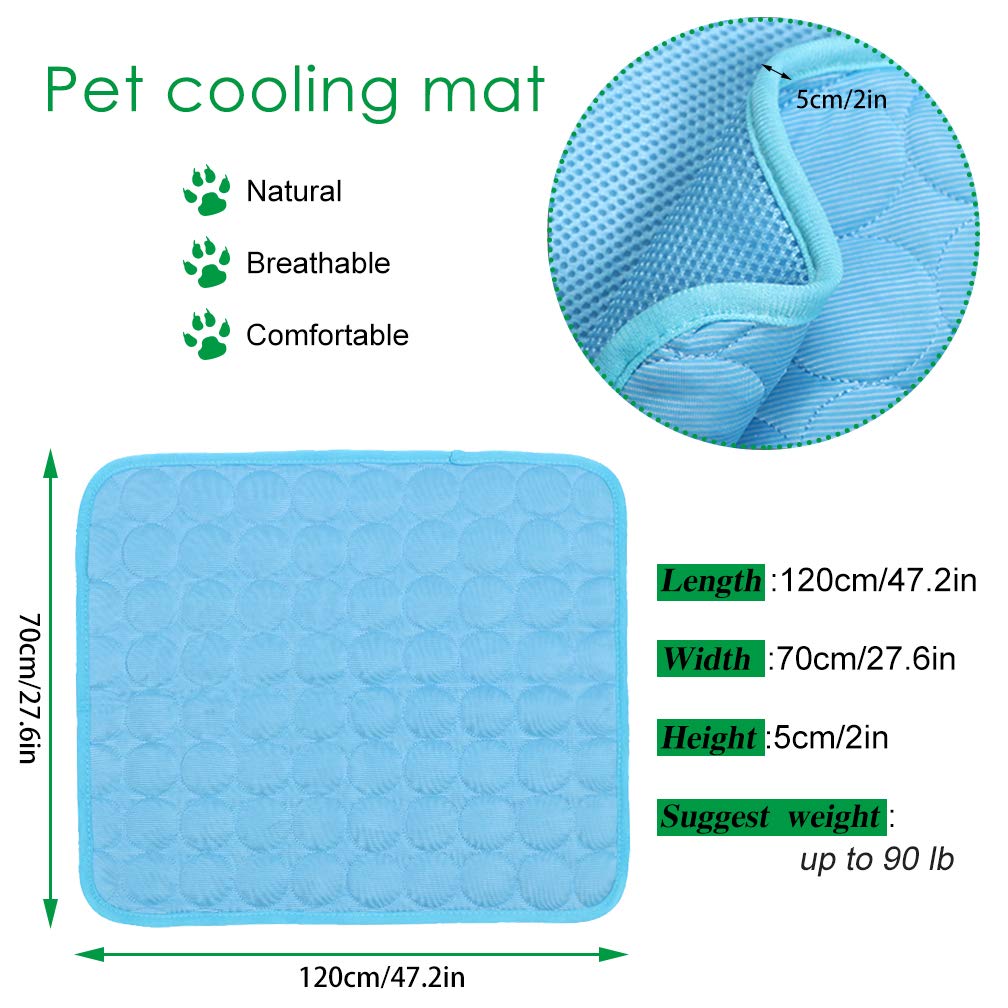 Pet cooling mat
5cm/2in
Natural
Breathable
Comfortable
70cm/27.6in
120cm/47.2in
Length:120cm/47.2in
Width:70cm/27.6in
Height:5cm/2in
Suggest weight:
up to 90 lb